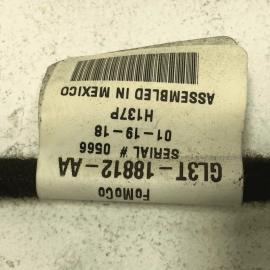 FoMoCo
GL3T-18812-AA
SERIAL # 0566
01-19-18
H137P
ASSEMBLED IN MEXICO